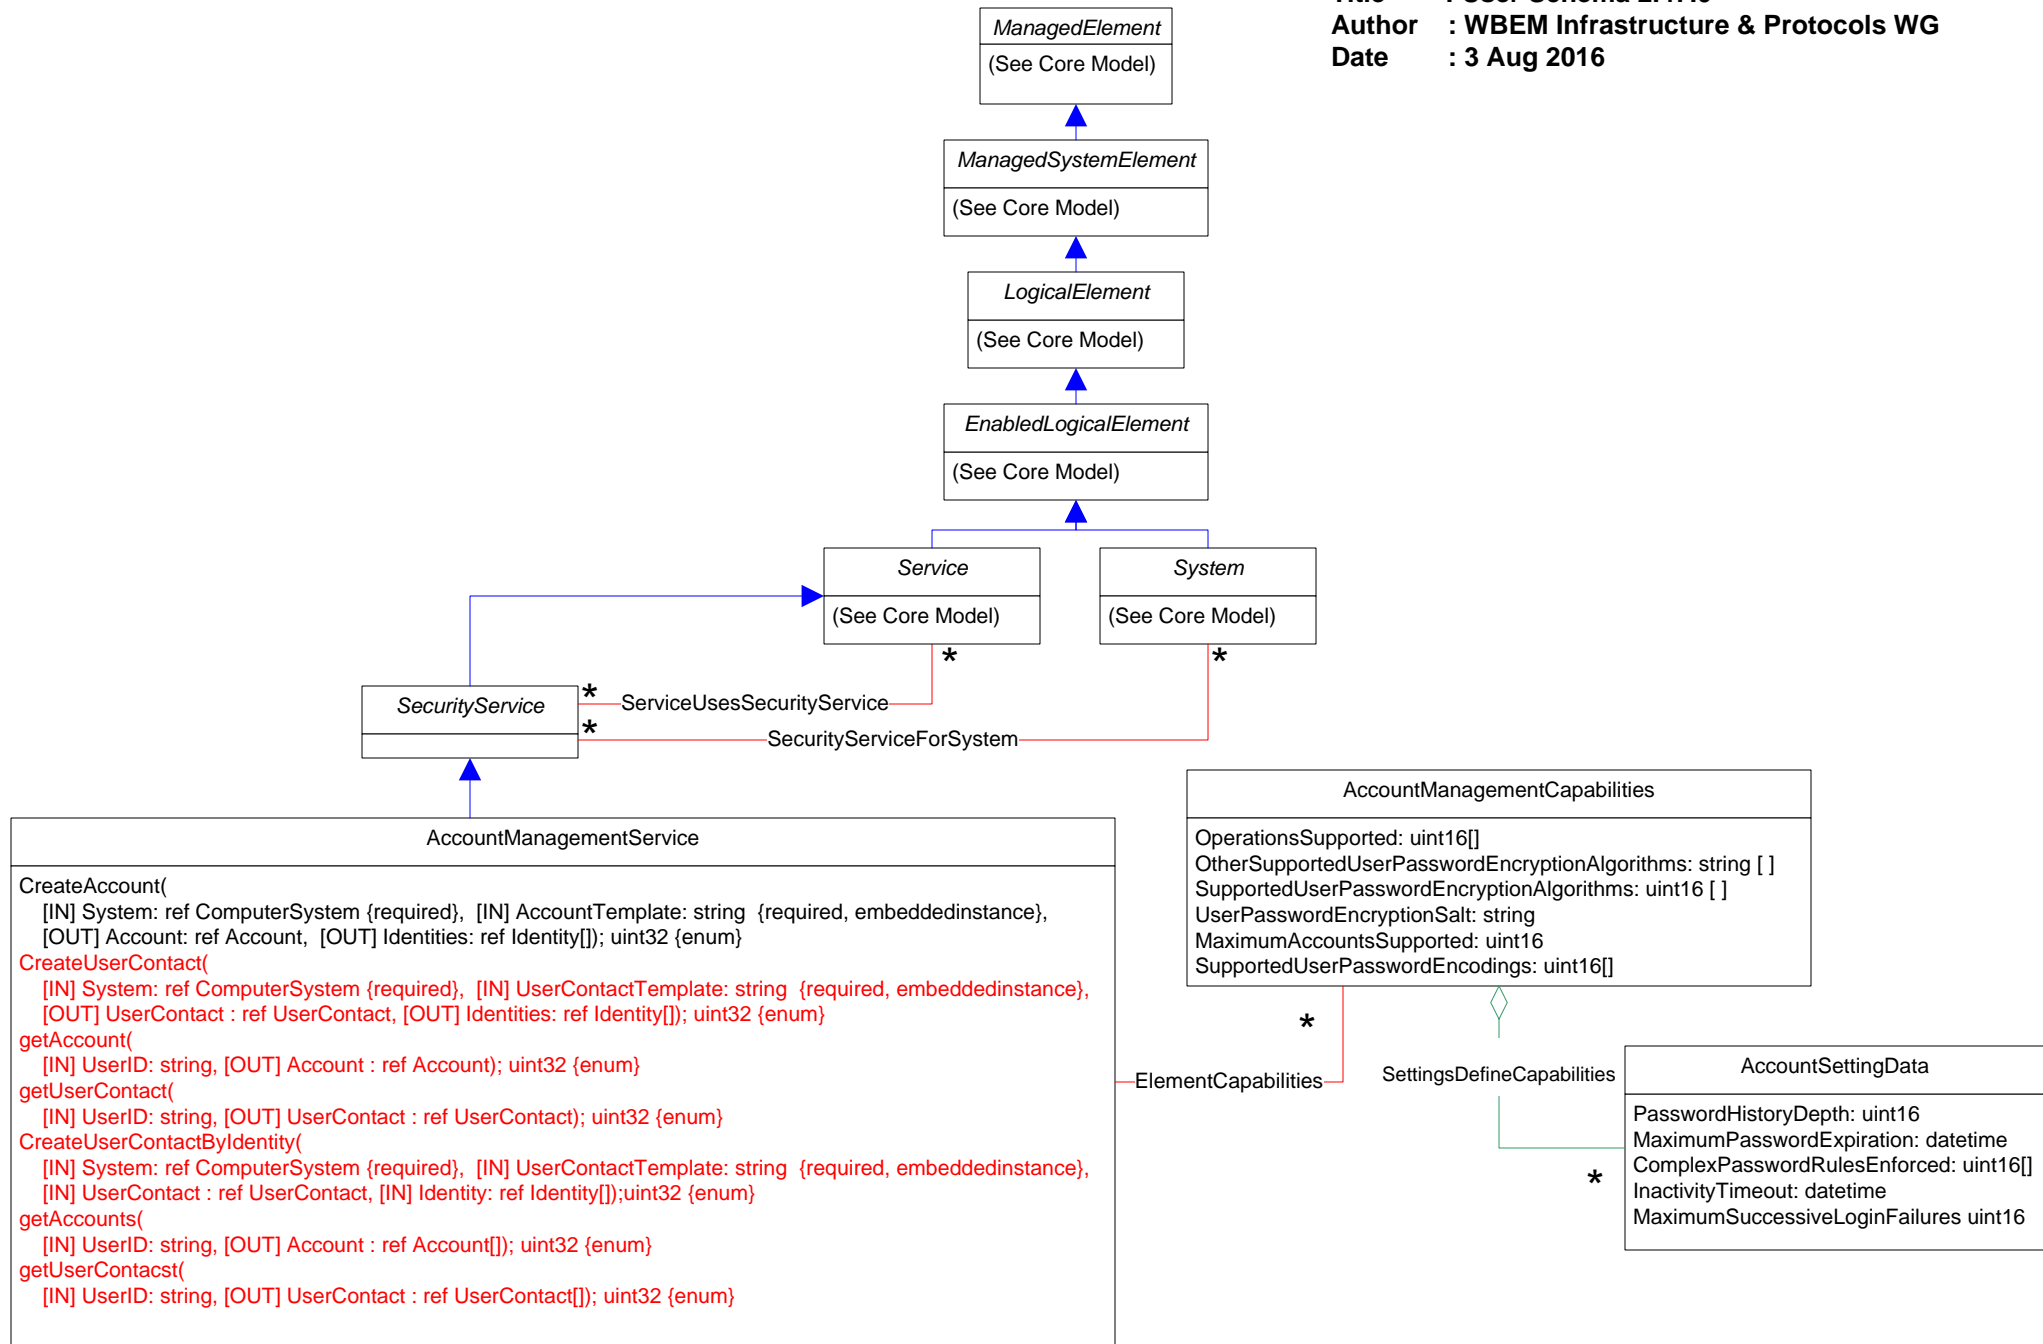 Author : WBEM Infrastructure & Protocols WG
Date : 3 Aug 2016
ManagedElement
(See Core Model)
ManagedSystemElement
(See Core Model)
LogicalElement
(See Core Model)
EnabledLogicalElement
(See Core Model)
Service
(See Core Model)
System
(See Core Model)
*
*
SecurityService
*
ServiceUsesSecurityService
*
SecurityServiceForSystem
AccountManagementService
CreateAccount(
[IN] System: ref ComputerSystem {required}, [IN] AccountTemplate: string {required, embeddedinstance},
[OUT] Account: ref Account, [OUT] Identities: ref Identity[]); uint32 {enum}
CreateUserContact(
[IN] System: ref ComputerSystem {required}, [IN] UserContactTemplate: string {required, embeddedinstance},
[OUT] UserContact : ref UserContact, [OUT] Identities: ref Identity[]); uint32 {enum}
getAccount(
[IN] UserID: string, [OUT] Account : ref Account); uint32 {enum}
getUserContact(
[IN] UserID: string, [OUT] UserContact : ref UserContact); uint32 {enum}
CreateUserContactByIdentity(
[IN] System: ref ComputerSystem {required}, [IN] UserContactTemplate: string {required, embeddedinstance},
[IN] UserContact : ref UserContact, [IN] Identity: ref Identity[]);uint32 {enum}
getAccounts(
[IN] UserID: string, [OUT] Account : ref Account[]); uint32 {enum}
getUserContacst(
[IN] UserID: string, [OUT] UserContact : ref UserContact[]); uint32 {enum}
AccountManagementCapabilities
OperationsSupported: uint16[]
OtherSupportedUserPasswordEncryptionAlgorithms: string [ ]
SupportedUserPasswordEncryptionAlgorithms: uint16 [ ]
UserPasswordEncryptionSalt: string
MaximumAccountsSupported: uint16
SupportedUserPasswordEncodings: uint16[]
*
ElementCapabilities
SettingsDefineCapabilities
*
AccountSettingData
PasswordHistoryDepth: uint16
MaximumPasswordExpiration: datetime
ComplexPasswordRulesEnforced: uint16[]
InactivityTimeout: datetime
MaximumSuccessiveLoginFailures uint16